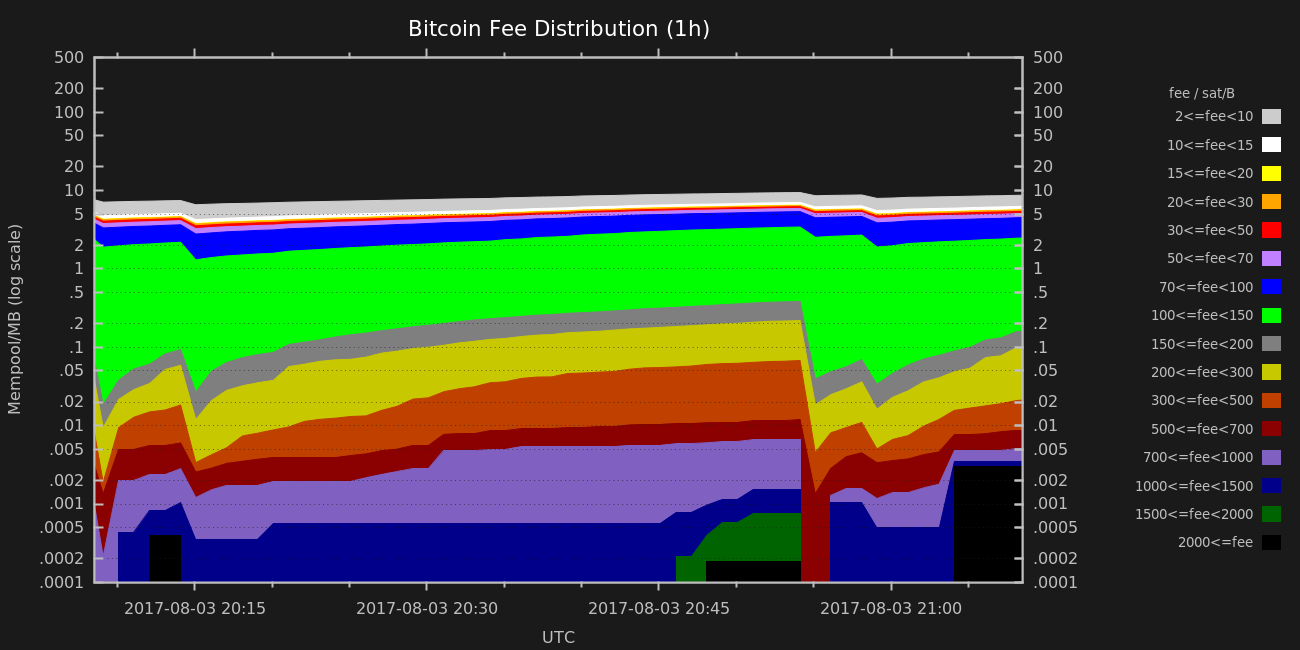 Bitcoin Fee Distribution (1h)
500
200
100
50
20
10
5
2
1
.5
.2
.1
.05
.02
.01
.005
.002
.001
.0005
.0002
.0001
Mempool/MB (log scale)
500
200
100
50
20
10
5
2
1
.5
.2
.1
.05
.02
.01
.005
.002
.001
.0005
.0002
.0001
2017-08-03 20:15 2017-08-03 20:30 2017-08-03 20:45 2017-08-03 21:00
UTC
fee / sat/B
2<=fee<10
10<=fee<15
15<=fee<20
20<=fee<30
30<=fee<50
50<=fee<70
70<=fee<100
100<=fee<150
150<=fee<200
200<=fee<300
300<=fee<500
500<=fee<700
700<=fee<1000
1000<=fee<1500
1500<=fee<2000
2000<=fee